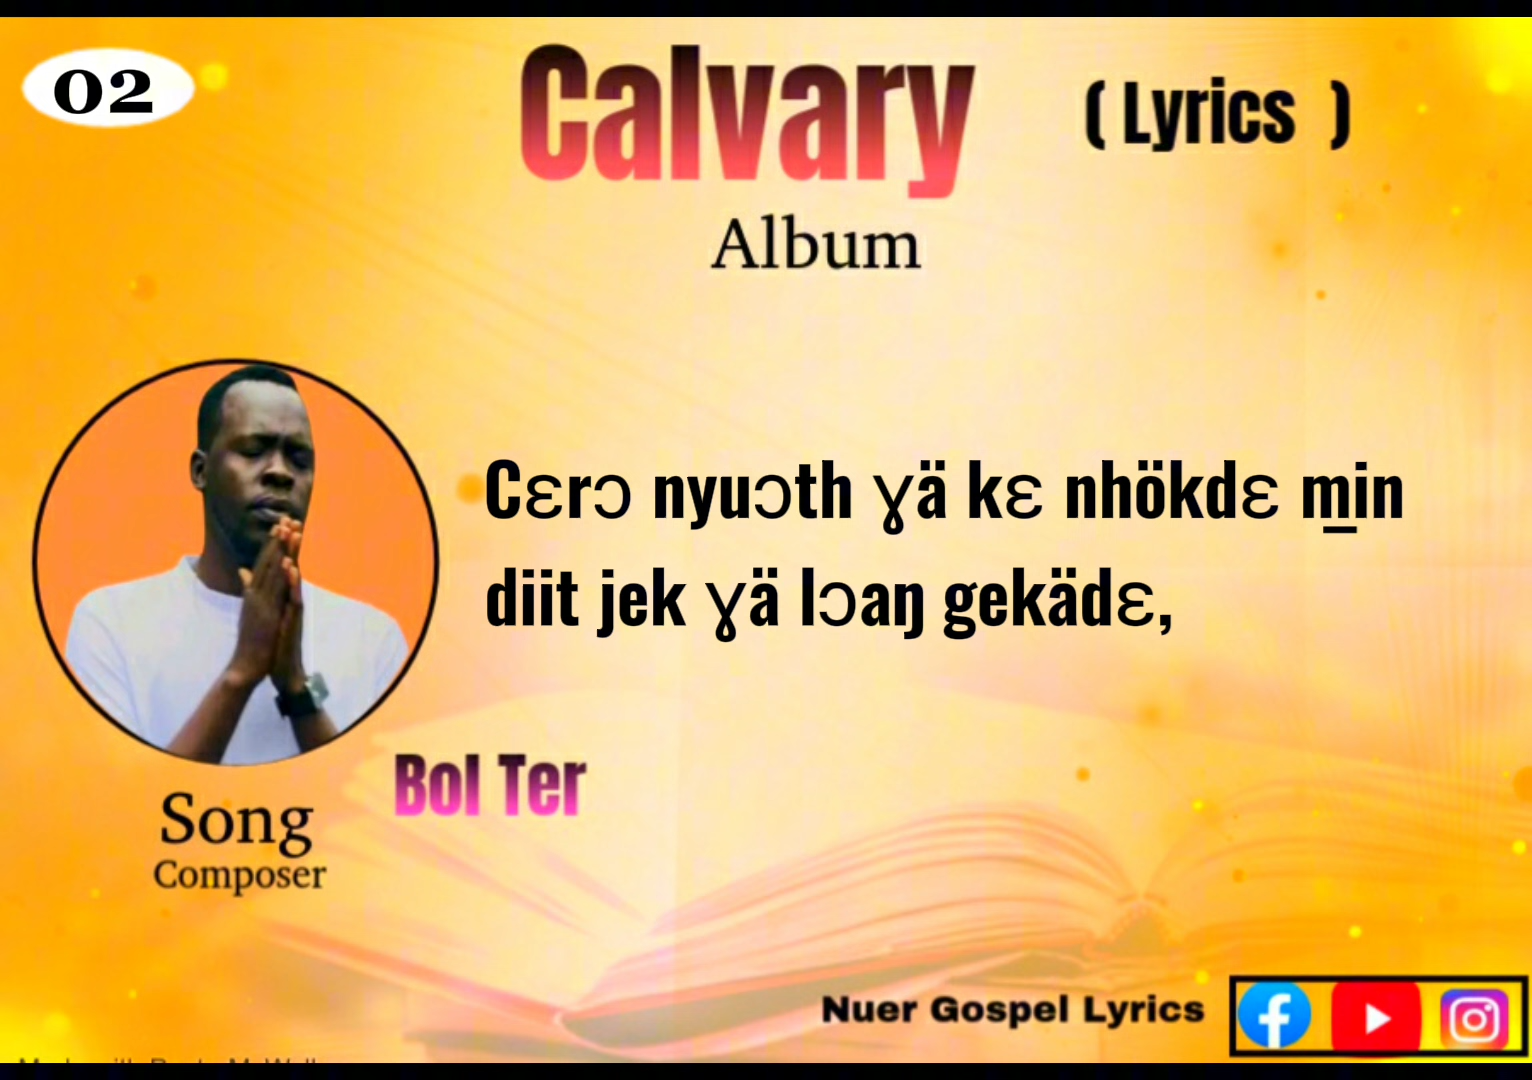 02
Calvary ( Lyrics )
Album
Cɛrɔ nyuɔth ɣä kɛ nhökdɛ mi̱n
diit jek ɣä lɔaŋ gekädɛ,
Bol Ter
Song
Composer
Nuer Gospel Lyrics